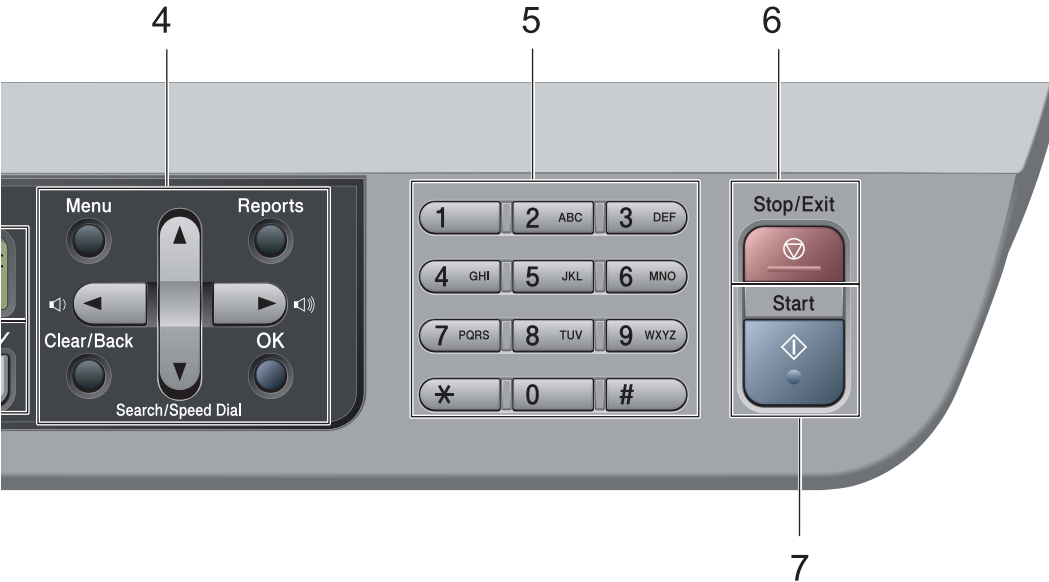 4 5 6
Menu Reports
Clear/Back OK
Search/Speed Dial
1 2 ABC 3 DEF
4 GHI 5 JKL 6 MNO
7 PQRS 8 TUV 9 WXYZ
* 0 #
Stop/Exit
Start
7